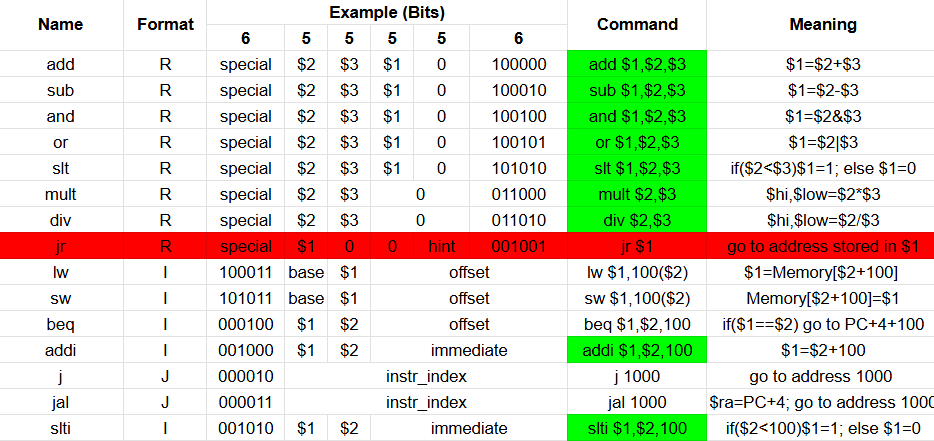 Name Format Example (Bits) Command Meaning
6 5 5 5 5 6
add R special $2 $3 $1 0 100000 add $1,$2,$3 $1=$2+$3
sub R special $2 $3 $1 0 100010 sub $1,$2,$3 $1=$2-$3
and R special $2 $3 $1 0 100100 and $1,$2,$3 $1=$2&$3
or R special $2 $3 $1 0 100101 or $1,$2,$3 $1=$2|$3
slt R special $2 $3 $1 0 101010 slt $1,$2,$3 if($2<$3)$1=1; else $1=0
mult R special $2 $3 0 011000 mult $2,$3 $hi,$low=$2*$3
div R special $2 $3 0 011010 div $2,$3 $hi,$low=$2/$3
jr R special $1 0 0 hint 001001 jr $1 go to address stored in $1
lw I 100011 base $1 offset lw $1,100($2) $1=Memory[$2+100]
sw I 101011 base $1 offset sw $1,100($2) Memory[$2+100]=$1
beq I 000100 $1 $2 offset beq $1,$2,100 if($1==$2) go to PC+4+100
addi I 001000 $1 $2 immediate addi $1,$2,100 $1=$2+100
j J 000010 instr_index j 1000 go to address 1000
jal J 000011 instr_index jal 1000 $ra=PC+4; go to address 1000
slti I 001010 $1 $2 immediate slti $1,$2,100 if($2<100)$1=1; else $1=0